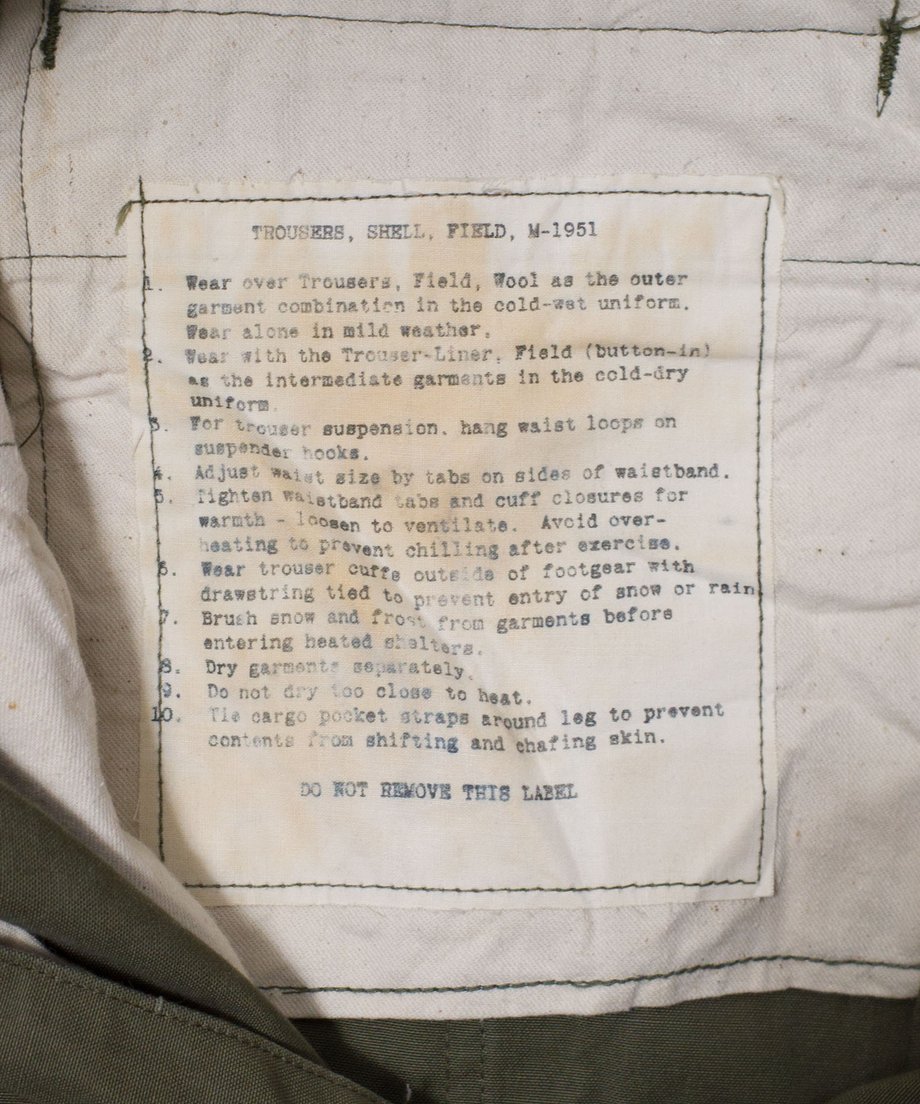 TROUSERS, SHELL, FIELD, M-1951
1. Wear over Trousers, Field, Wool as the outer
garment combination in the cold-wet uniform.
Wear alone in mild weather.
2. Wear with the Trouser-Liner, Field (button-in)
as the intermediate garments in the cold-dry
uniform.
3. For trouser suspension, hang waist loops on
suspender hooks.
4. Adjust waist size by tabs on sides of waistband.
5. Tighten waistband tabs and cuff closures for
warmth - loosen to ventilate. Avoid over-
heating to prevent chilling after exercise.
6. Wear trouser cuffs outside of footgear with
drawstring tied to prevent entry of snow or rain.
7. Brush snow and frost from garments before
entering heated shelters.
8. Dry garments separately.
9. Do not dry too close to heat.
10. Tie cargo pocket straps around leg to prevent
contents from shifting and chafing skin.
DO NOT REMOVE THIS LABEL